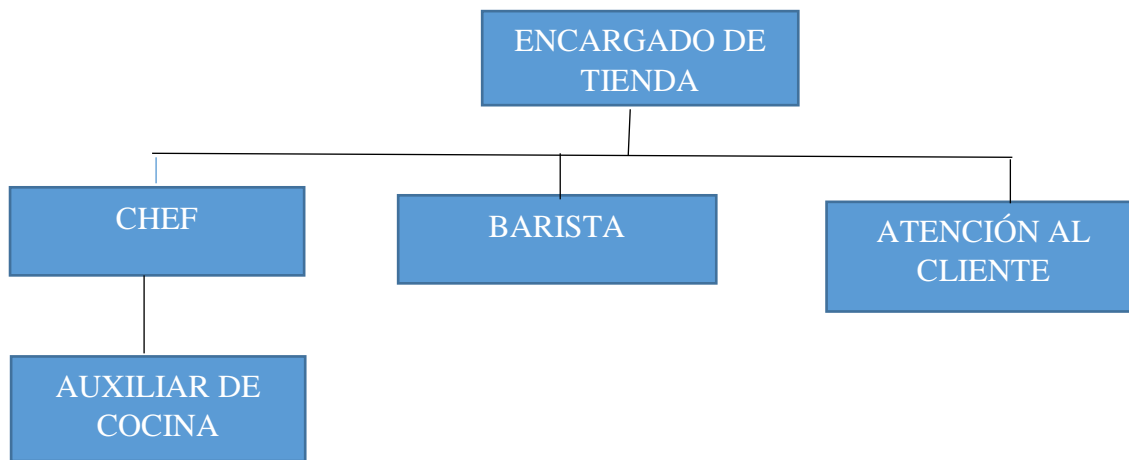 ENCARGADO DE
TIENDA
CHEF
BARISTA
ATENCIÓN AL
CLIENTE
AUXILIAR DE
COCINA